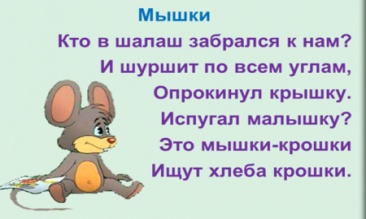 Мышки
Кто в шалаш забрался к нам?
И шуршит по всем углам,
Опрокинул крышку.
Испугал малышку?
Это мышки-крошки
Ищут хлеба крошки.